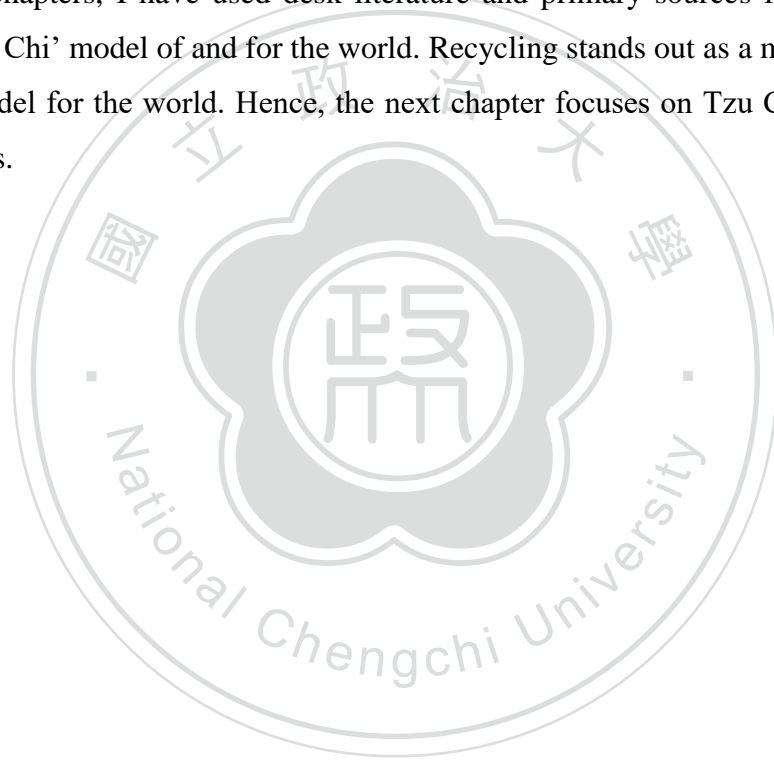 chapters, I have used desk literature and primary sources
Chi’ model of and for the world. Recycling stands out as a
del for the world. Hence, the next chapter focuses on Tzu
s.
國立政治大學
政
National Chengchi University